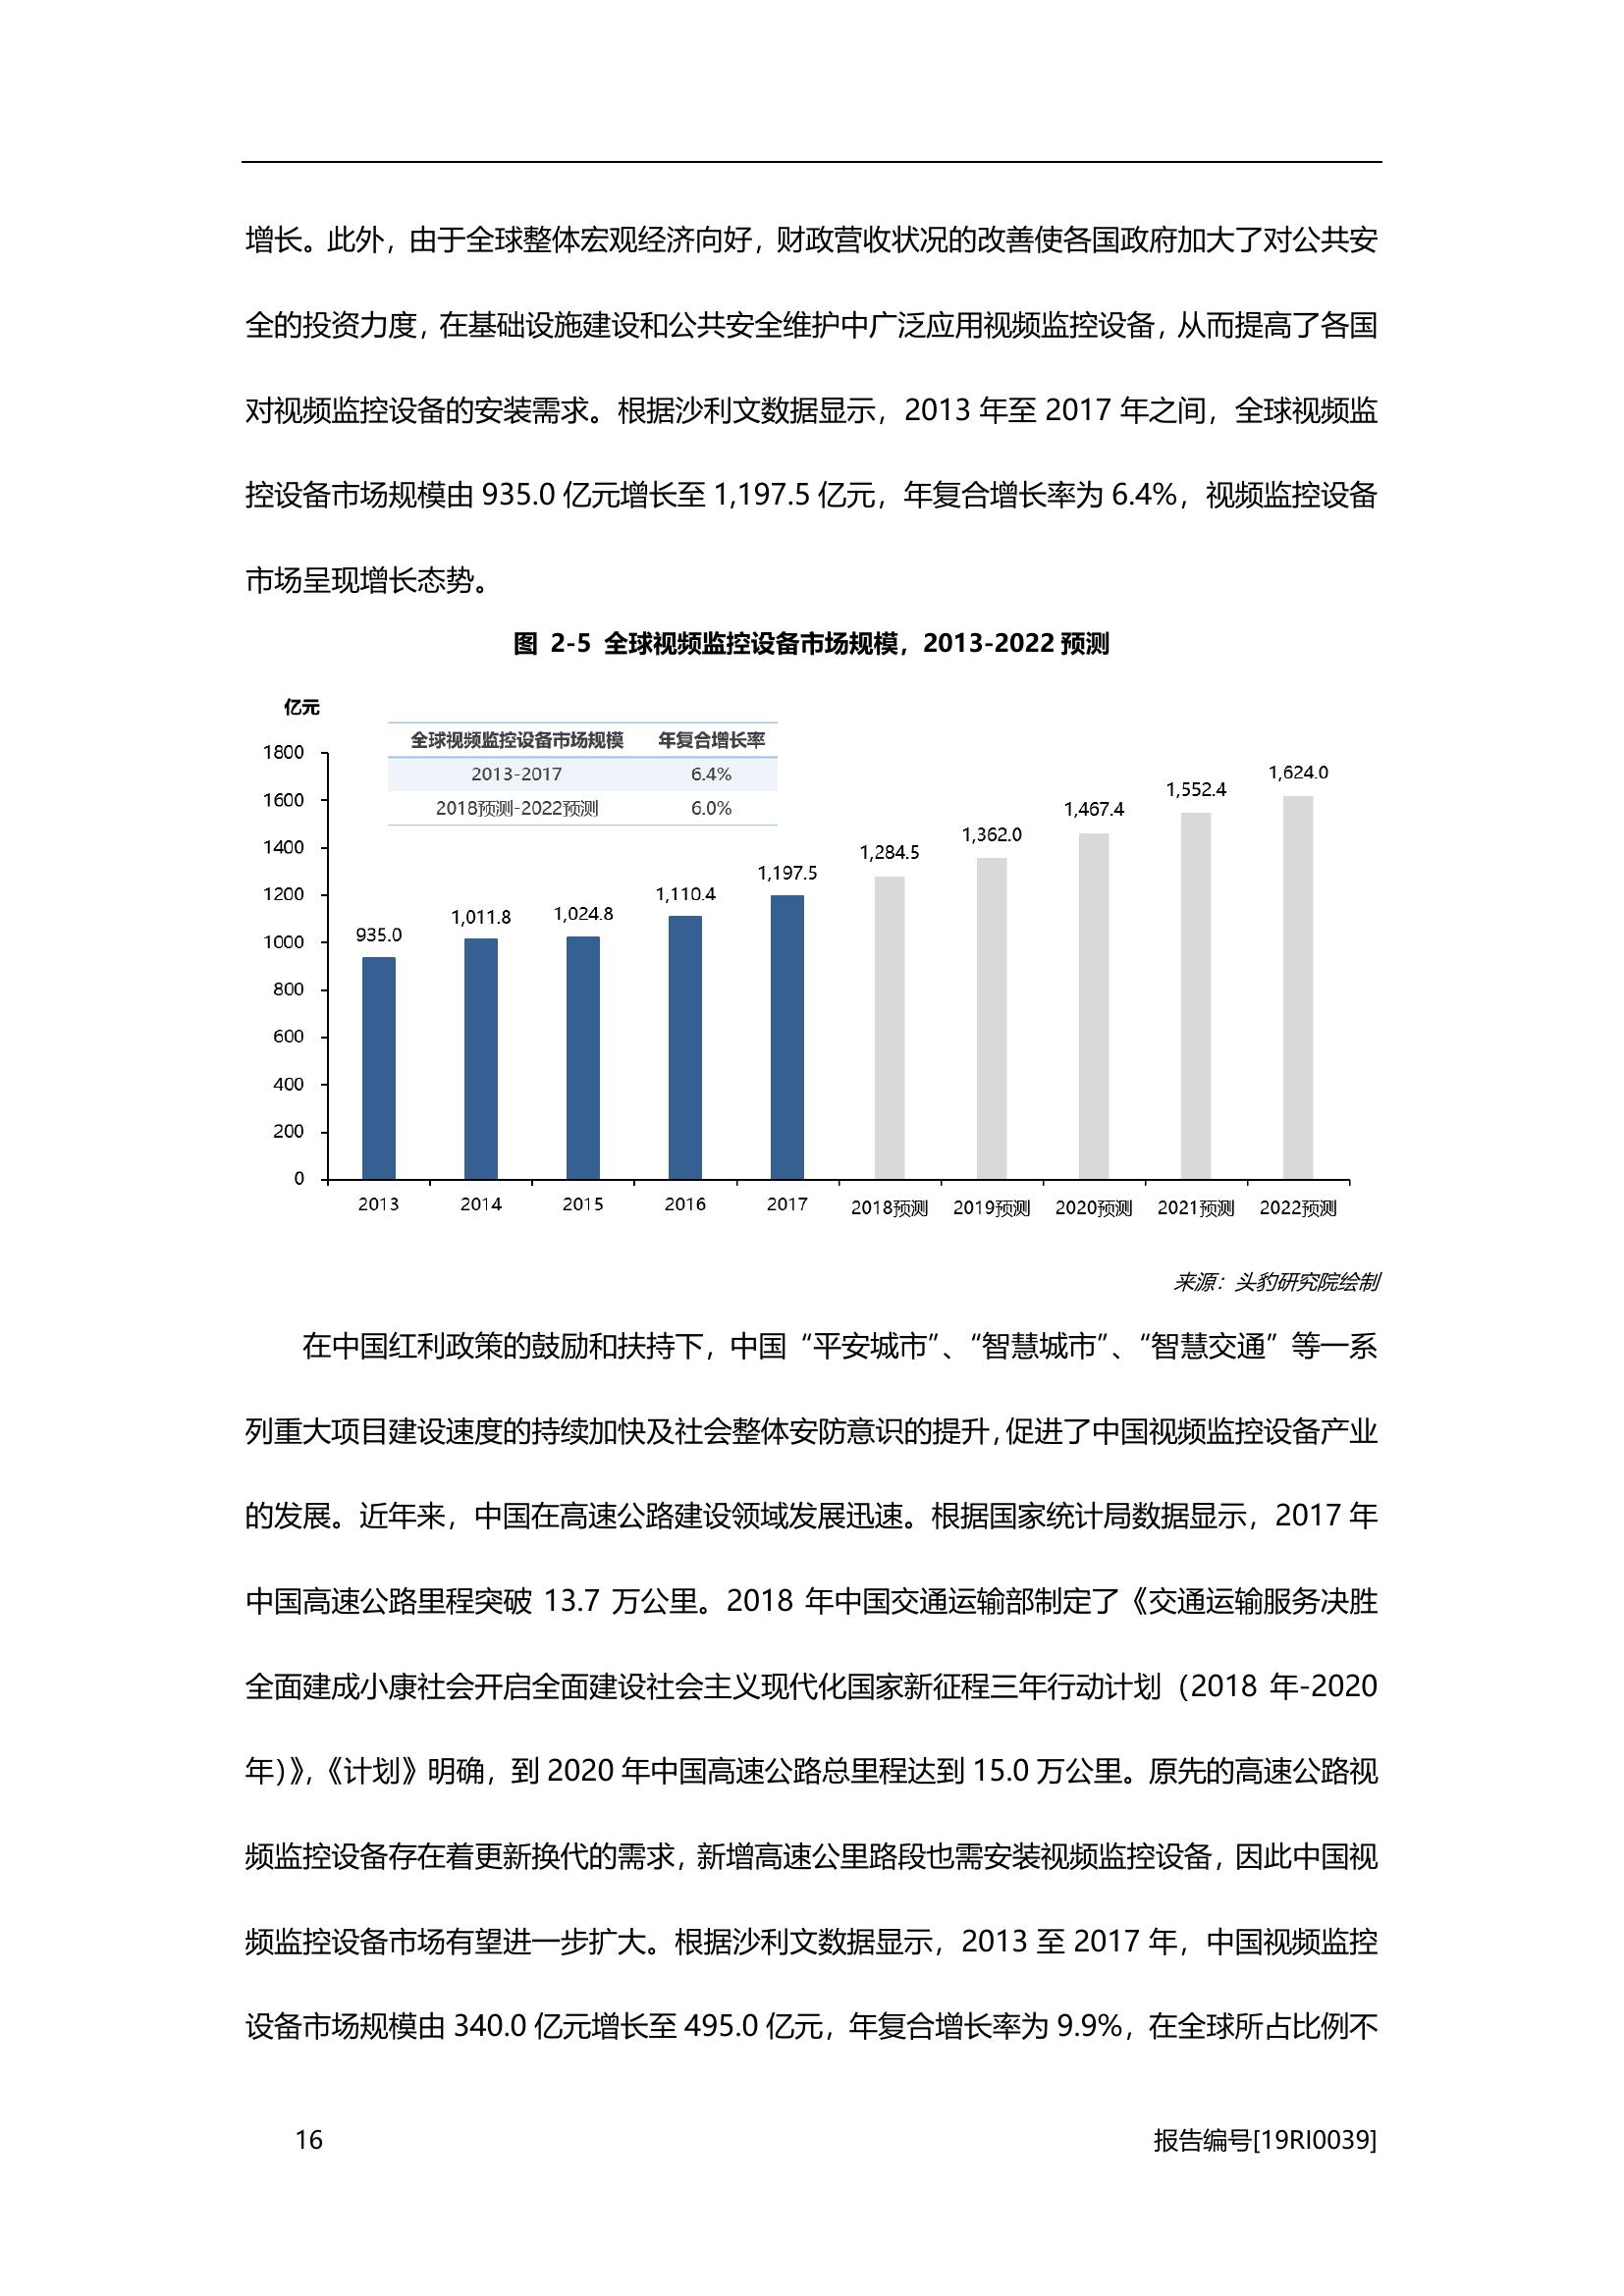 增长。此外，由于全球整体宏观经济向好，财政营收状况的改善使各国政府加大了对公共安
全的投资力度，在基础设施建设和公共安全维护中广泛应用视频监控设备，从而提高了各国
对视频监控设备的安装需求。根据沙利文数据显示，2013 年至 2017 年之间，全球视频监
控设备市场规模由 935.0 亿元增长至 1,197.5 亿元，年复合增长率为 6.4%，视频监控设备
市场呈现增长态势。
图 2-5 全球视频监控设备市场规模，2013-2022 预测
亿元
全球视频监控设备市场规模 年复合增长率
2013-2017 6.4%
2018预测-2022预测 6.0%
1800
1600
1400
1200
1000
800
600
400
200
0
935.0
1,011.8
1,024.8
1,110.4
1,197.5
1,284.5
1,362.0
1,467.4
1,552.4
1,624.0
2013 2014 2015 2016 2017 2018预测 2019预测 2020预测 2021预测 2022预测
来源：头豹研究院绘制
在中国红利政策的鼓励和扶持下，中国“平安城市”、“智慧城市”、“智慧交通”等一系
列重大项目建设速度的持续加快及社会整体安防意识的提升，促进了中国视频监控设备产业
的发展。近年来，中国在高速公路建设领域发展迅速。根据国家统计局数据显示，2017 年
中国高速公路里程突破 13.7 万公里。2018 年中国交通运输部制定了《交通运输服务决胜
全面建成小康社会开启全面建设社会主义现代化国家新征程三年行动计划（2018 年-2020
年）》，《计划》明确，到 2020 年中国高速公路总里程达到 15.0 万公里。原先的高速公路视
频监控设备存在着更新换代的需求，新增高速公里路段也需安装视频监控设备，因此中国视
频监控设备市场有望进一步扩大。根据沙利文数据显示，2013 至 2017 年，中国视频监控
设备市场规模由 340.0 亿元增长至 495.0 亿元，年复合增长率为 9.9%，在全球所占比例不
16 报告编号[19RI0039]